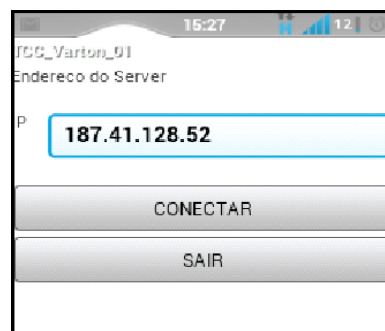 15:27 H 12
TCC_Varton_01
Endereco do Server
P
187.41.128.52
CONECTAR
SAIR